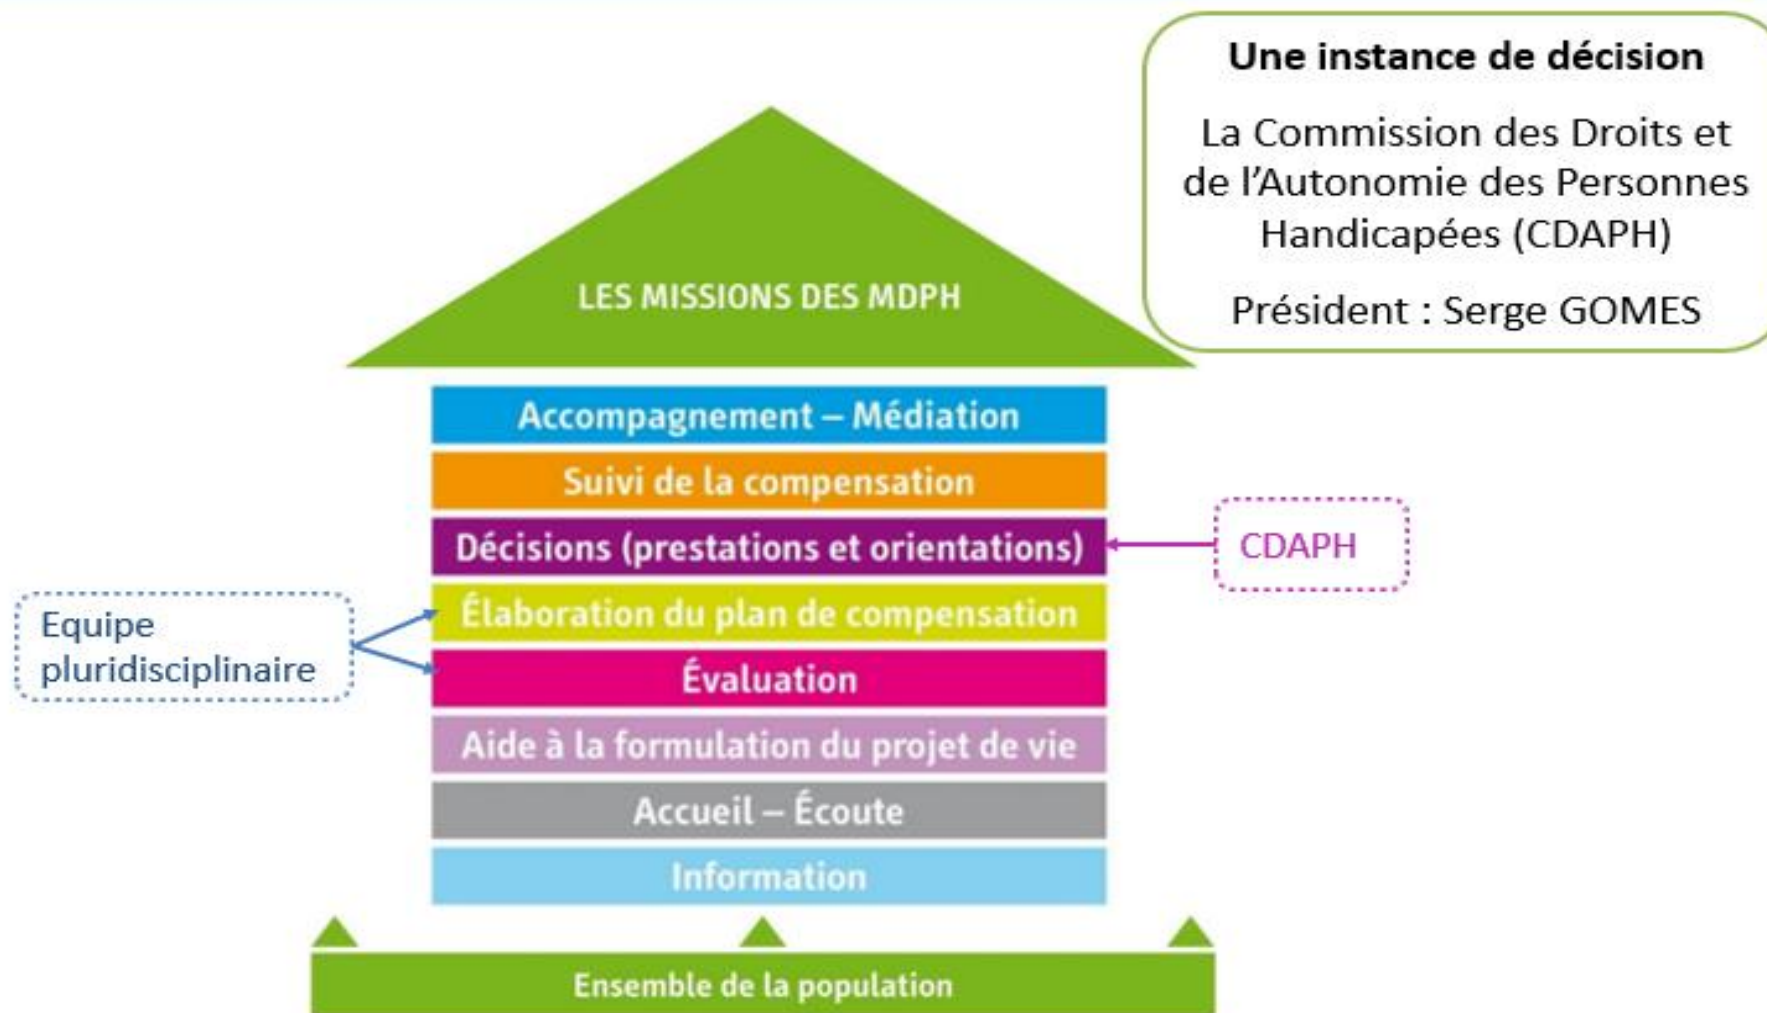 Une instance de décision
La Commission des Droits et
de l'Autonomie des Personnes
Handicapées (CDAPH)
Président : Serge GOMES
LES MISSIONS DES MDPH
Accompagnement – Médiation
Suivi de la compensation
Décisions (prestations et orientations)
CDAPH
Élaboration du plan de compensation
Equipe
pluridisciplinaire
Évaluation
Aide à la formulation du projet de vie
Accueil – Écoute
Information
Ensemble de la population